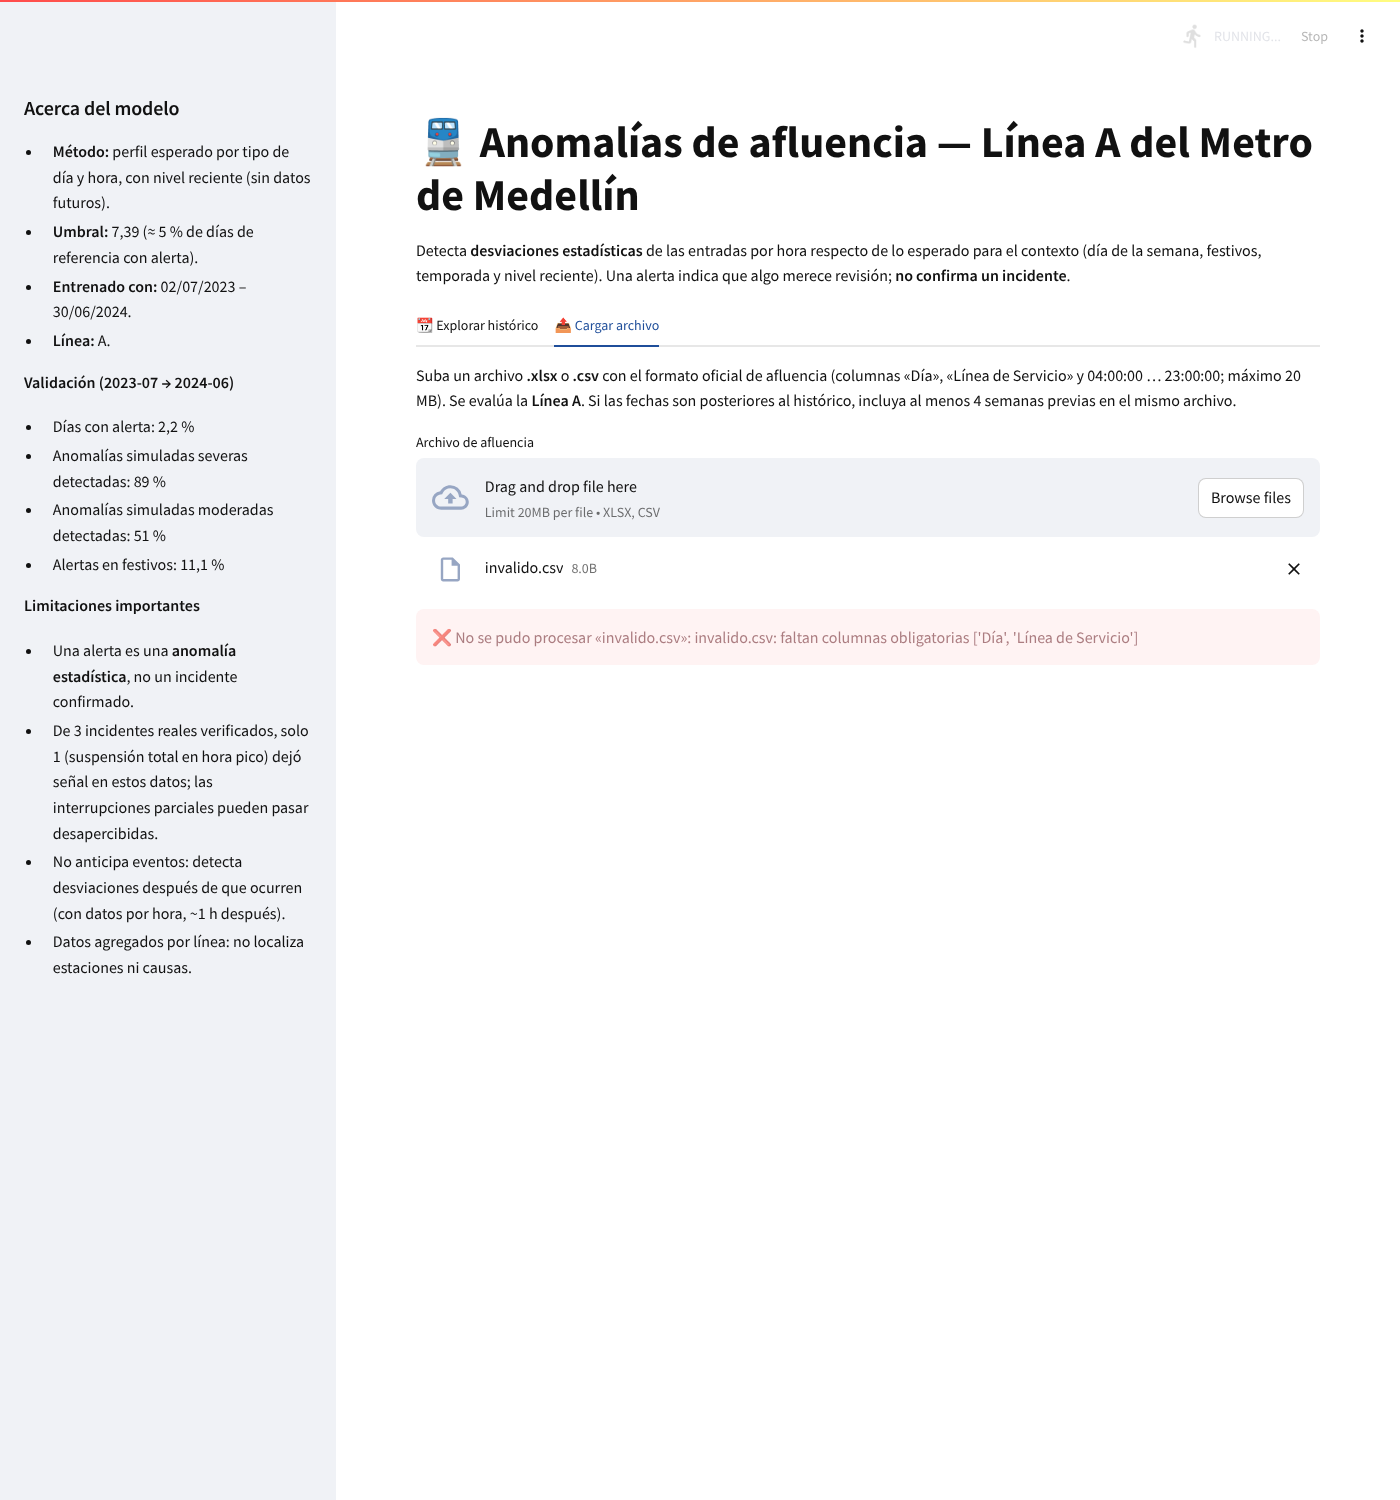 RUNNING...
Stop
Acerca del modelo
Método: perfil esperado por tipo de
día y hora, con nivel reciente (sin datos
futuros).
Umbral: 7,39 (≈ 5 % de días de
referencia con alerta).
Entrenado con: 02/07/2023 –
30/06/2024.
Línea: A.
Validación (2023-07 → 2024-06)
Días con alerta: 2,2 %
Anomalías simuladas severas
detectadas: 89 %
Anomalías simuladas moderadas
detectadas: 51 %
Alertas en festivos: 11,1 %
Limitaciones importantes
Una alerta es una anomalía
estadística, no un incidente
confirmado.
De 3 incidentes reales verificados, solo
1 (suspensión total en hora pico) dejó
señal en estos datos; las
interrupciones parciales pueden pasar
desapercibidas.
No anticipa eventos: detecta
desviaciones después de que ocurren
(con datos por hora, ~1 h después).
Datos agregados por línea: no localiza
estaciones ni causas.
Anomalías de afluencia — Línea A del Metro
de Medellín
Detecta desviaciones estadísticas de las entradas por hora respecto de lo esperado para el contexto (día de la semana, festivos,
temporada y nivel reciente). Una alerta indica que algo merece revisión; no confirma un incidente.
Explorar histórico
Cargar archivo
Suba un archivo .xlsx o .csv con el formato oficial de afluencia (columnas «Día», «Línea de Servicio» y 04:00:00 … 23:00:00; máximo 20
MB). Se evalúa la Línea A. Si las fechas son posteriores al histórico, incluya al menos 4 semanas previas en el mismo archivo.
Archivo de afluencia
Drag and drop file here
Limit 20MB per file • XLSX, CSV
Browse files
invalido.csv 8.0B
❌ No se pudo procesar «invalido.csv»: invalido.csv: faltan columnas obligatorias ['Día', 'Línea de Servicio']